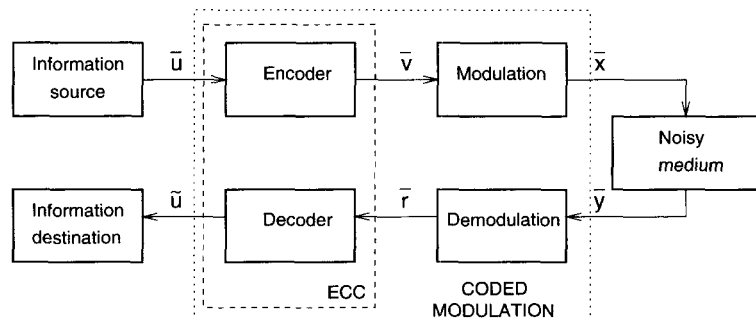 Information
source
u̅
Encoder
v̅
Modulation
x̅
Noisy
medium
Information
destination
ũ
Decoder
r̅
Demodulation
y̅
ECC
CODED
MODULATION